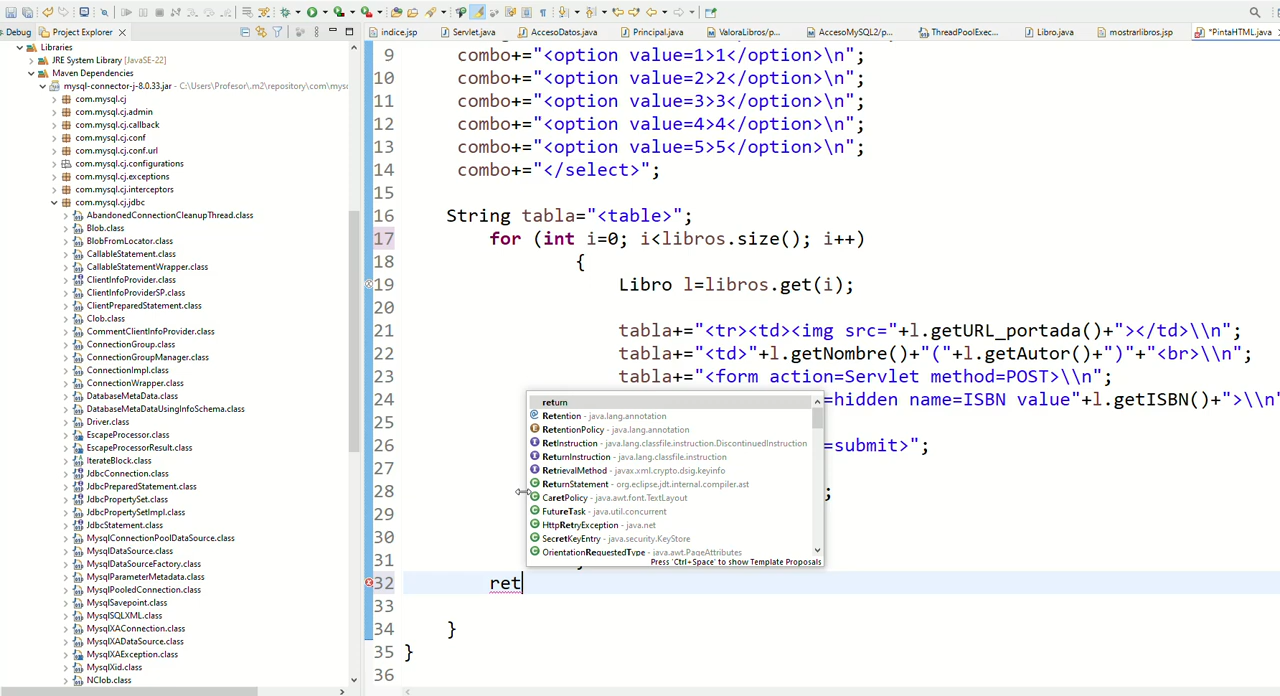 Debug Project Explorer
indice.jsp Servlet.java AccesoDatos.java Principal.java ValoraLibros/p... AccesoMySQL2/p... ThreadPoolExec... Libro.java mostrarlibros.jsp *PintaHTML.java
Libraries
JRE System Library [JavaSE-22]
Maven Dependencies
mysql-connector-j-8.0.33.jar - C:\Users\Profesor\.m2\repository\com\mysc
com.mysql.cj
com.mysql.cj.admin
com.mysql.cj.callback
com.mysql.cj.conf
com.mysql.cj.conf.url
com.mysql.cj.configurations
com.mysql.cj.exceptions
com.mysql.cj.interceptors
com.mysql.cj.jdbc
AbandonedConnectionCleanupThread.class
Blob.class
BlobFromLocator.class
CallableStatement.class
CallableStatementWrapper.class
ClientInfoProvider.class
ClientInfoProviderSP.class
ClientPreparedStatement.class
Clob.class
CommentClientInfoProvider.class
ConnectionGroup.class
ConnectionGroupManager.class
ConnectionImpl.class
ConnectionWrapper.class
DatabaseMetaData.class
DatabaseMetaDataUsingInfoSchema.class
Driver.class
EscapeProcessor.class
EscapeProcessorResult.class
IterateBlock.class
JdbcConnection.class
JdbcPreparedStatement.class
JdbcPropertySet.class
JdbcPropertySetImpl.class
JdbcStatement.class
MysqlConnectionPoolDataSource.class
MysqlDataSource.class
MysqlDataSourceFactory.class
MysqlParameterMetadata.class
MysqlPooledConnection.class
MysqlSavepoint.class
MysqlSQLXML.class
MysqlXAConnection.class
MysqlXADataSource.class
MysqlXAException.class
MysqlXid.class
NClob.class
9 combo+="<option value=1>1</option>\n";
10 combo+="<option value=2>2</option>\n";
11 combo+="<option value=3>3</option>\n";
12 combo+="<option value=4>4</option>\n";
13 combo+="<option value=5>5</option>\n";
14 combo+="</select>";
15
16 String tabla="<table>";
17 for (int i=0; i<libros.size(); i++)
18 {
19 Libro l=libros.get(i);
20
21 tabla+="<tr><td><img src="+l.getURL_portada()+"></td>\\n";
22 tabla+="<td>"+l.getNombre()+"("+l.getAutor()+")"+"<br>\\n";
23 tabla+="<form action=Servlet method=POST>\\n";
24 =hidden name=ISBN value"+l.getISBN()+">\\n"
25
26 =submit>";
27
28 ;
29
30
31 }
32 ret
33
34 }
35 }
36
return
Retention - java.lang.annotation
RetentionPolicy - java.lang.annotation
RetInstruction - java.lang.classfile.instruction.DiscontinuedInstruction
ReturnInstruction - java.lang.classfile.instruction
RetrievalMethod - javax.xml.crypto.dsig.keyinfo
ReturnStatement - org.eclipse.jdt.internal.compiler.ast
CaretPolicy - java.awt.font.TextLayout
FutureTask - java.util.concurrent
HttpRetryException - java.net
SecretKeyEntry - java.security.KeyStore
OrientationRequestedType - java.awt.PageAttributes
Press 'Ctrl+Space' to show Template Proposals